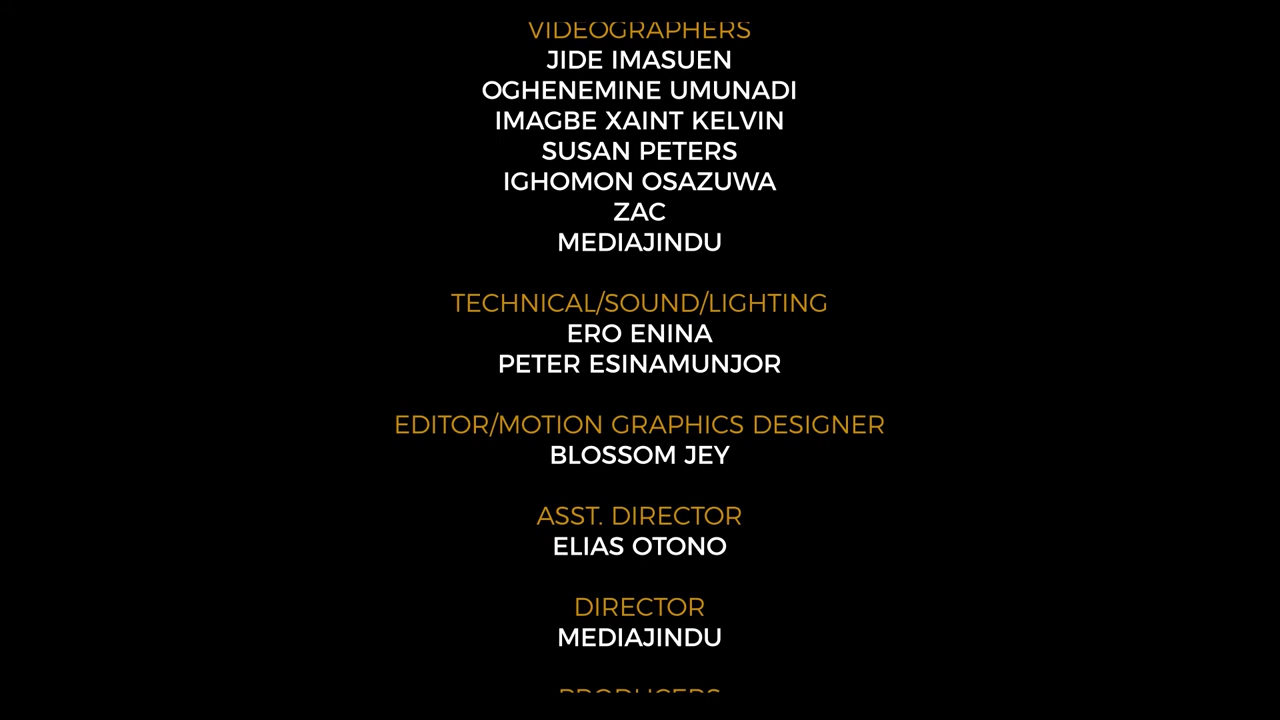 VIDEOGRAPHERS
JIDE IMASUEN
OGHENEMINE UMUNADI
IMAGBE XAINT KELVIN
SUSAN PETERS
IGHOMON OSAZUWA
ZAC
MEDIAJINDU
TECHNICAL/SOUND/LIGHTING
ERO ENINA
PETER ESINAMUNJOR
EDITOR/MOTION GRAPHICS DESIGNER
BLOSSOM JEY
ASST. DIRECTOR
ELIAS OTONO
DIRECTOR
MEDIAJINDU
PRODUCERS